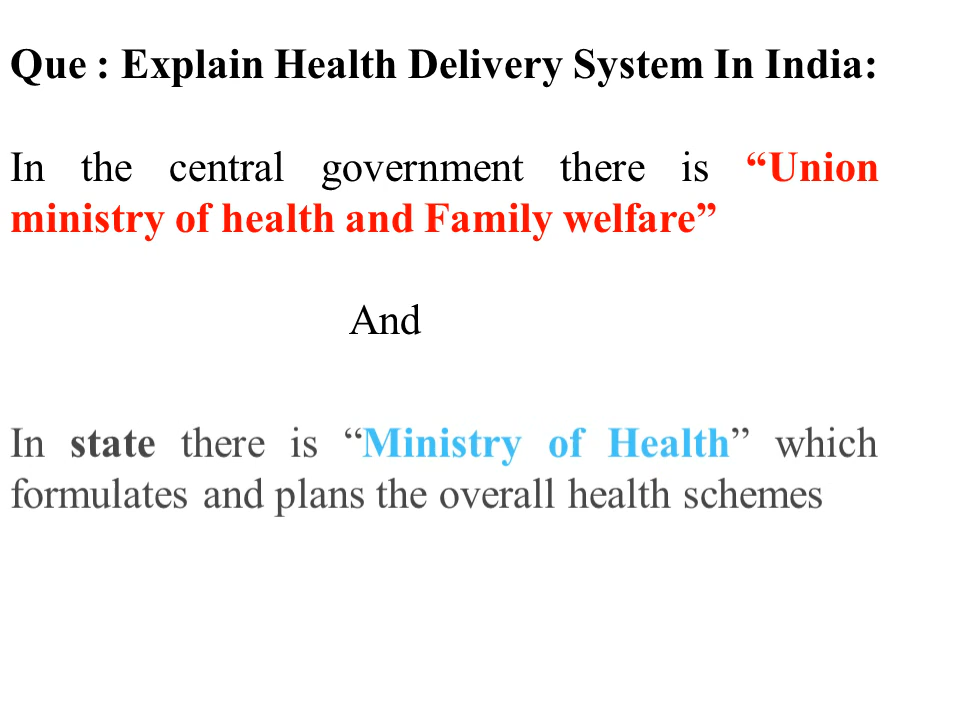 Que : Explain Health Delivery System In India:
In the central government there is “Union
ministry of health and Family welfare”
And
In state there is “Ministry of Health” which
formulates and plans the overall health schemes